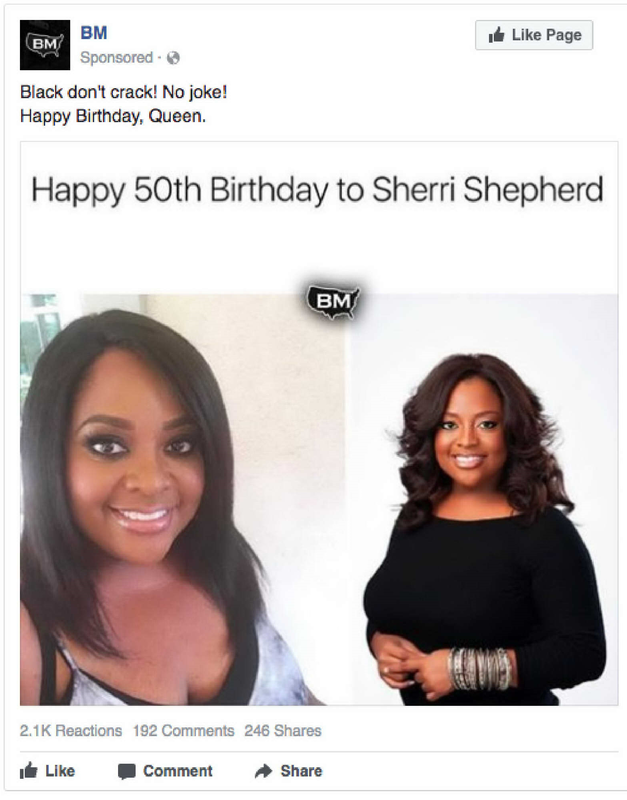 BM
BM
Sponsored ·
Like Page
Black don't crack! No joke!
Happy Birthday, Queen.
Happy 50th Birthday to Sherri Shepherd
BM
2.1K Reactions 192 Comments 246 Shares
Like Comment Share